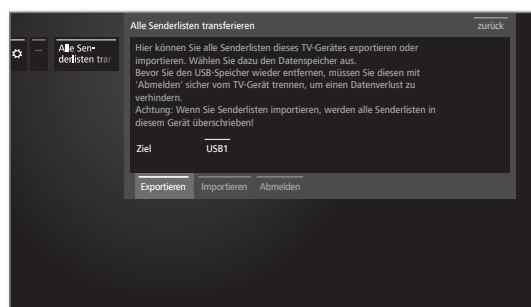 Alle Senderlisten transferieren
zurück
...
Alle Sen-
derlisten tran
Hier können Sie alle Senderlisten dieses TV-Gerätes exportieren oder
importieren. Wählen Sie dazu den Datenspeicher aus.
Bevor Sie den USB-Speicher wieder entfernen, müssen Sie diesen mit
'Abmelden' sicher vom TV-Gerät trennen, um einen Datenverlust zu
verhindern.
Achtung: Wenn Sie Senderlisten importieren, werden alle Senderlisten in
diesem Gerät überschrieben!
Ziel USB1
Exportieren Importieren Abmelden